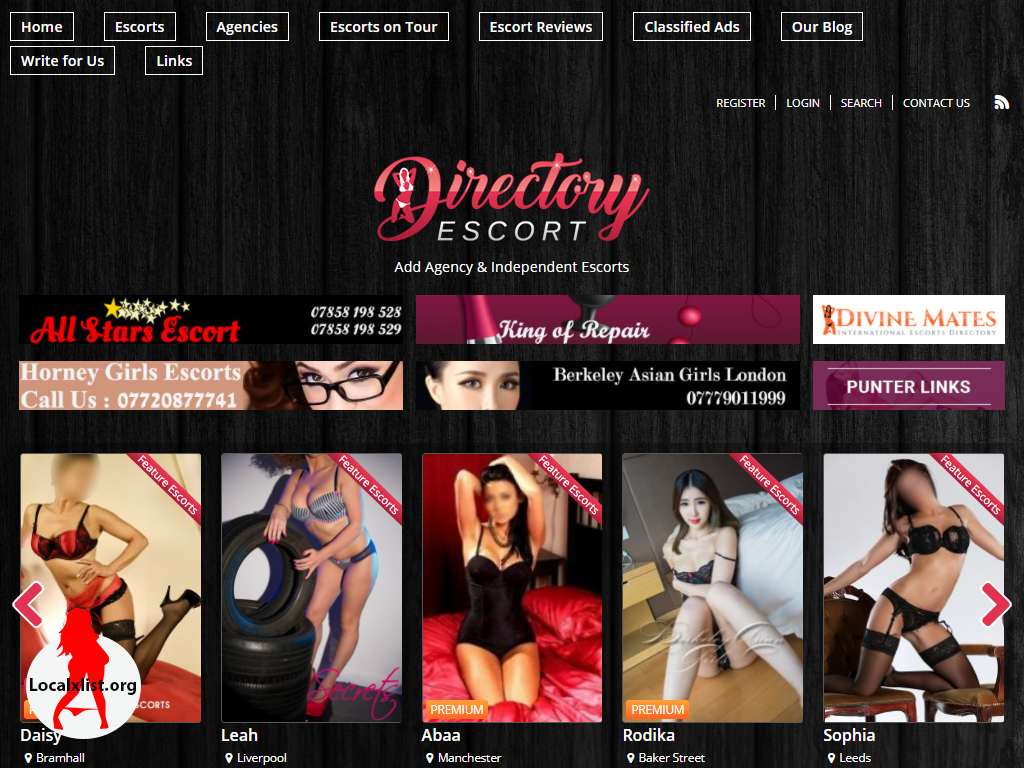 Home
Escorts
Agencies
Escorts on Tour
Escort Reviews
Classified Ads
Our Blog
Write for Us
Links
REGISTER
LOGIN
SEARCH
CONTACT US
Directory
ESCORT
Add Agency & Independent Escorts
All Stars Escort
07858 198 528
07858 198 529
King of Repair
DIVINE MATES
INTERNATIONAL ESCORTS DIRECTORY
Horney Girls Escorts
Call Us : 07720877741
Berkeley Asian Girls London
07779011999
PUNTER LINKS
Feature Escorts
Feature Escorts
Feature Escorts
Feature Escorts
Feature Escorts
Localxlist.org
SCORTS
Secrets
PREMIUM
PREMIUM
Daisy
Leah
Abaa
Rodika
Sophia
Bramhall
Liverpool
Manchester
Baker Street
Leeds